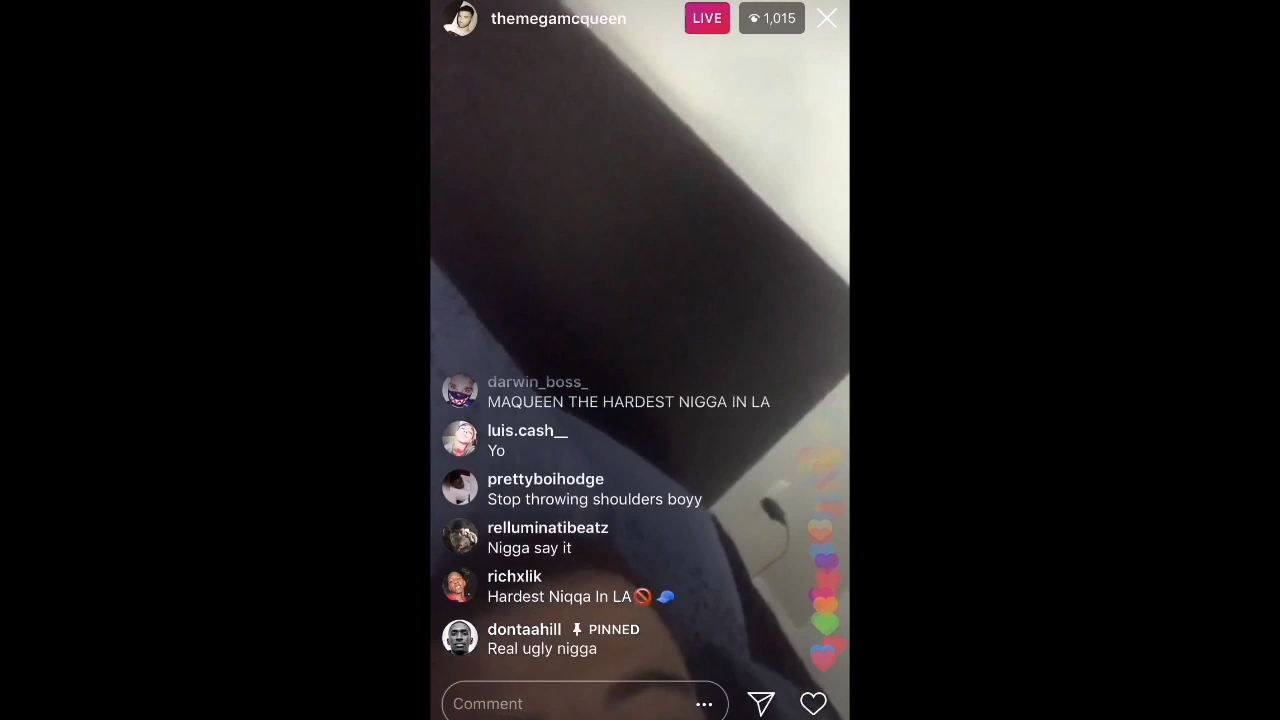 themegamcqueen LIVE 1,015
darwin_boss_
MAQUEEN THE HARDEST NIGGA IN LA
luis.cash__
Yo
prettyboihodge
Stop throwing shoulders boyy
relluminatibeatz
Nigga say it
richxlik
Hardest Niqqa In LA🚫 🧢
dontaahill PINNED
Real ugly nigga
Comment